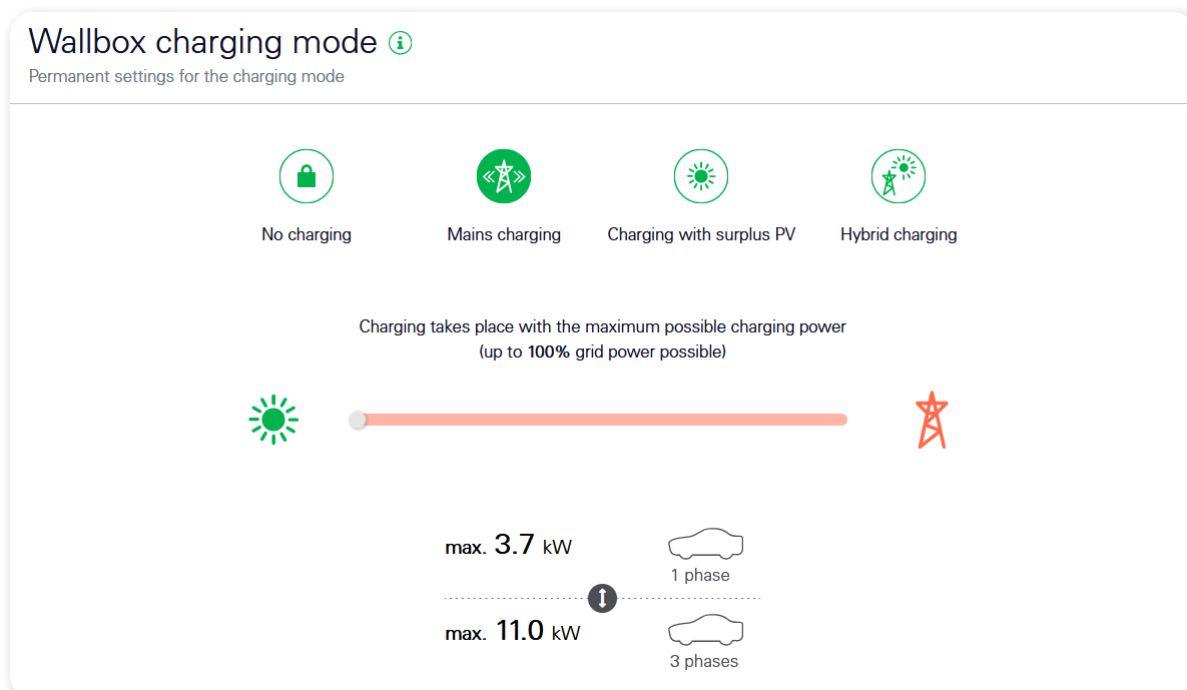 Wallbox charging mode
Permanent settings for the charging mode
No charging
Mains charging
Charging with surplus PV
Hybrid charging
Charging takes place with the maximum possible charging power
(up to 100% grid power possible)
max. 3.7 kW
1 phase
max. 11.0 kW
3 phases